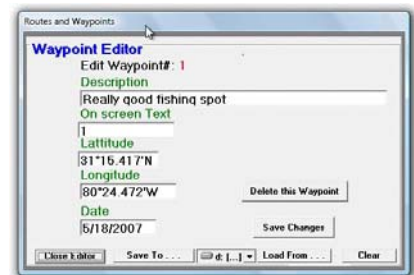 Routes and Waypoints
Waypoint Editor
Edit Waypoint#: 1
Description
Really good fishing spot
On screen Text
1
Lattitude
31°15.417'N
Longitude
80°24.472'W
Delete this Waypoint
Date
5/18/2007
Save Changes
Close Editor Save To . . . d: [...] Load From . . . Clear